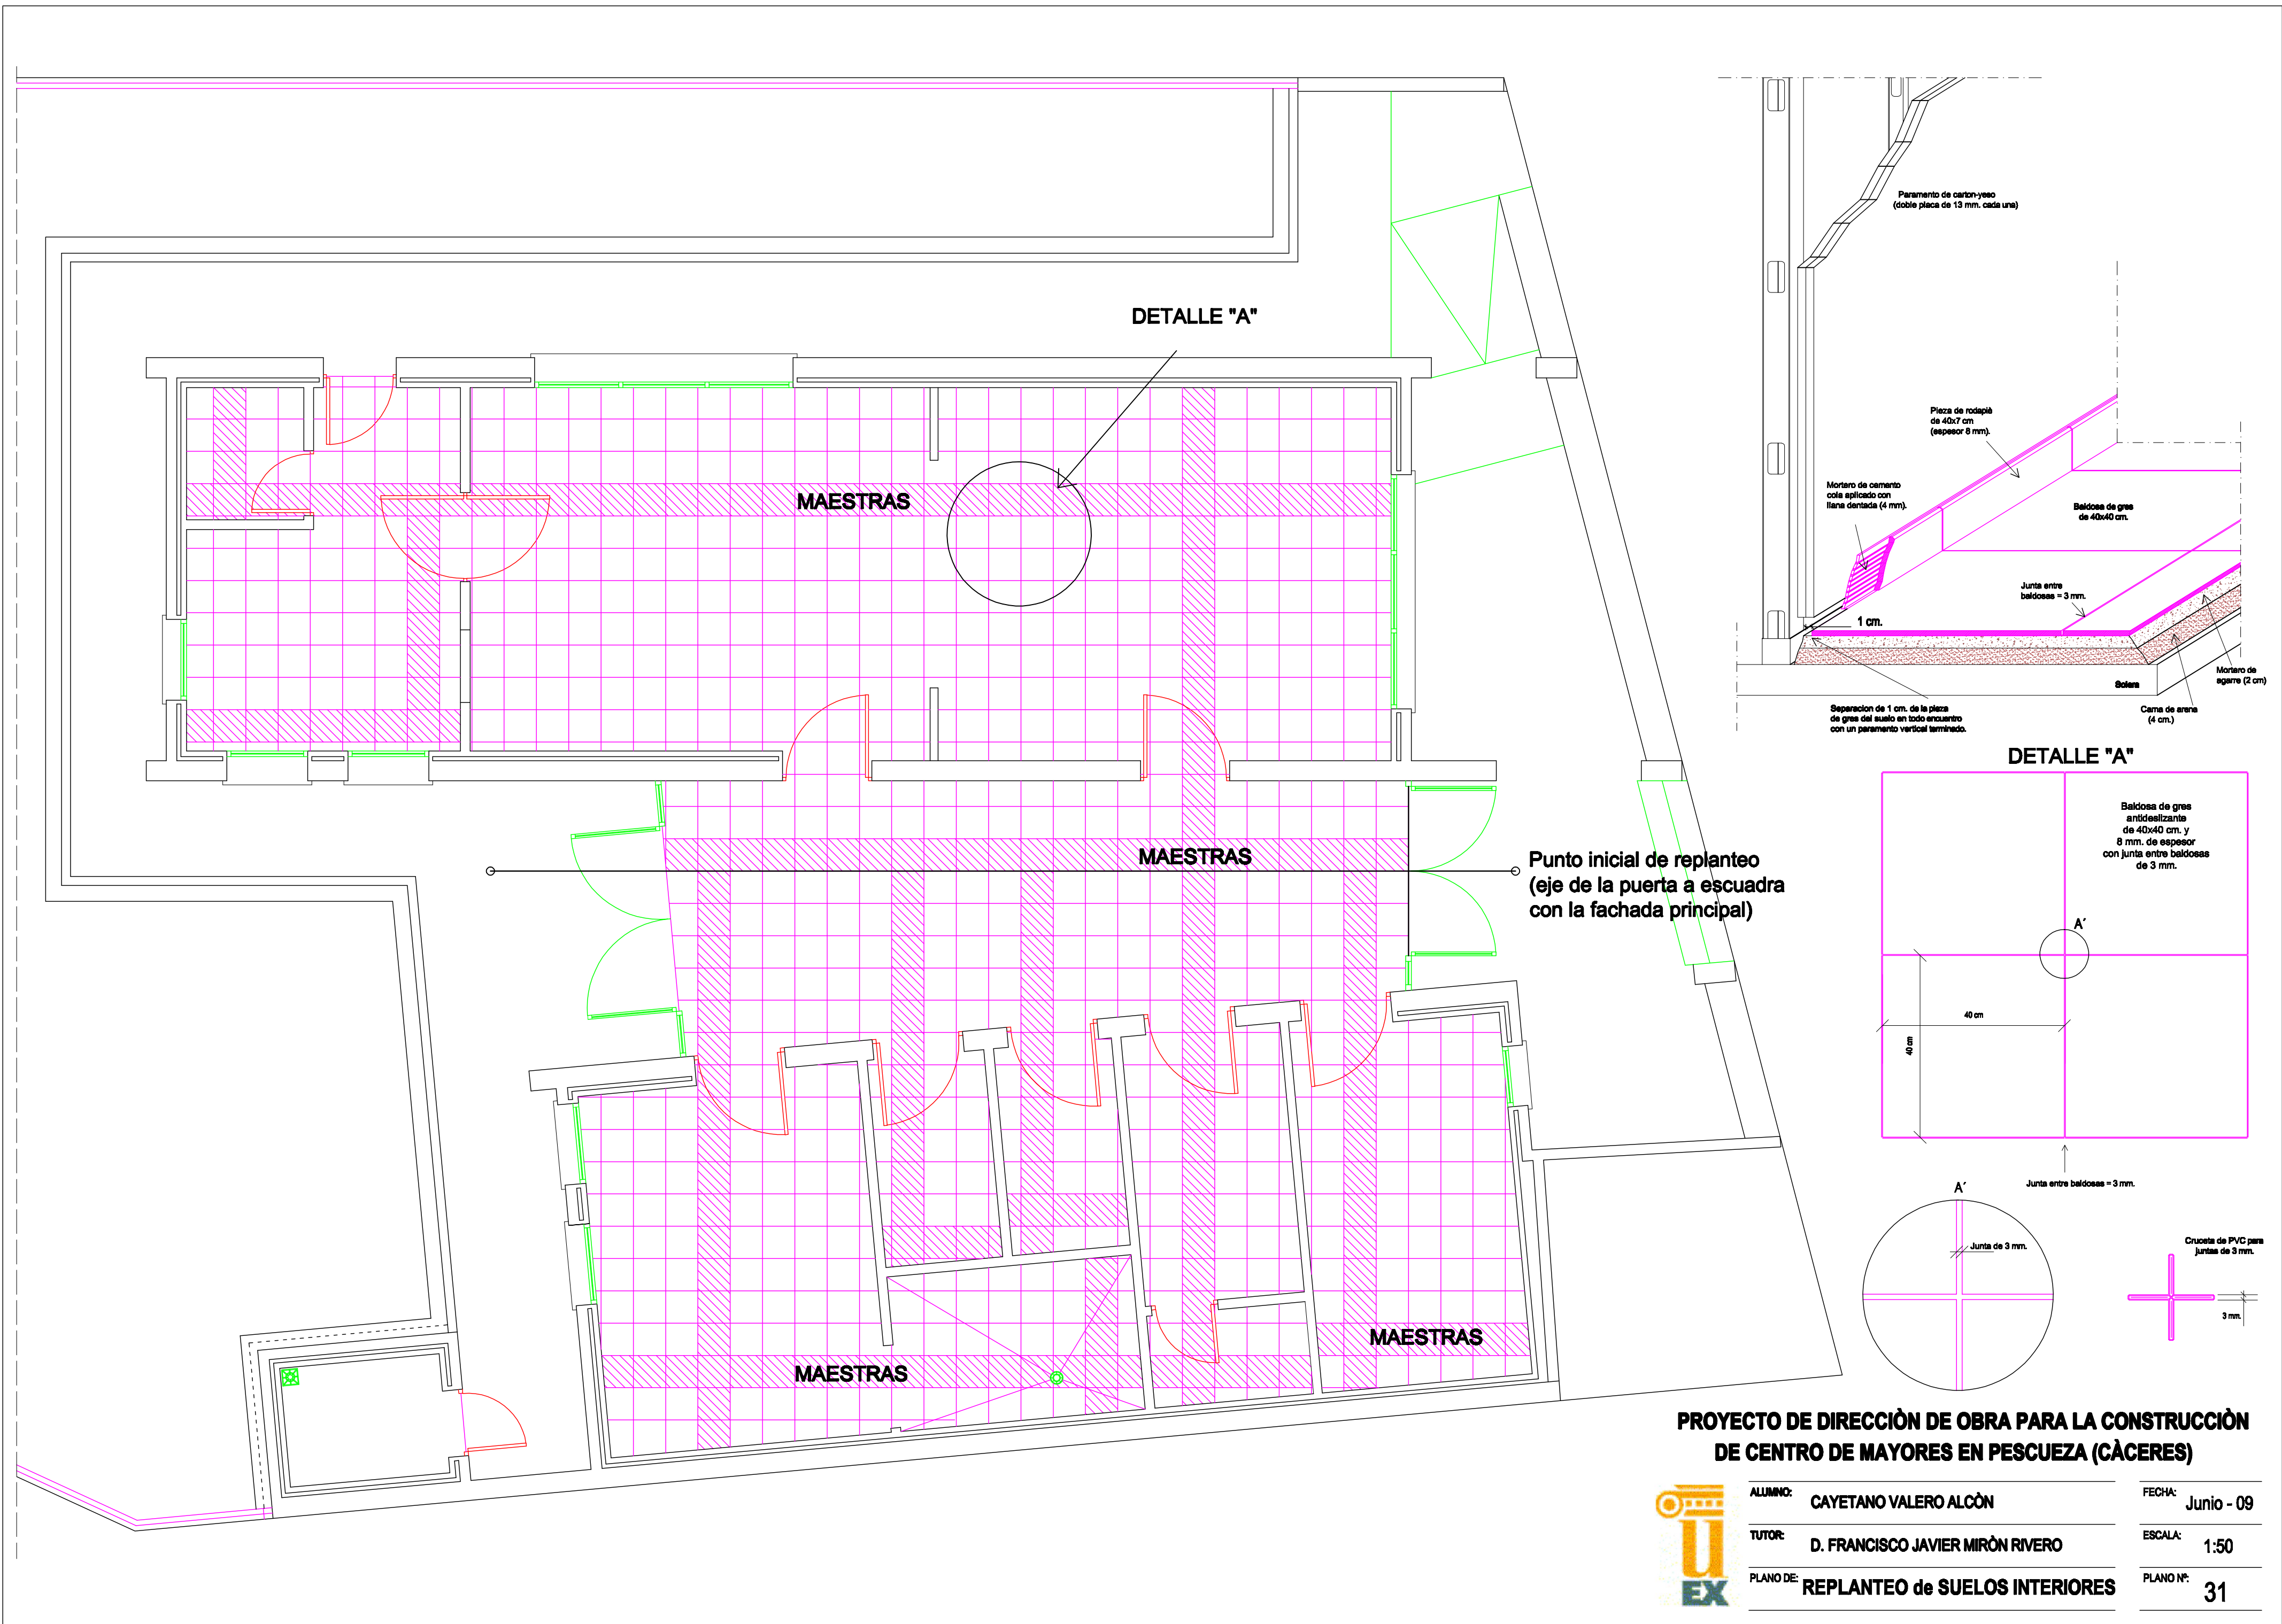 DETALLE "A"
MAESTRAS
MAESTRAS
Punto inicial de replanteo
(eje de la puerta a escuadra
con la fachada principal)
MAESTRAS
MAESTRAS
Paramento de carton-yeso
(doble placa de 13 mm. cada una)
Pieza de rodapiè
de 40x7 cm
(espesor 8 mm).
Mortero de cemento
cola aplicado con
llana dentada (4 mm).
Baldosa de gres
de 40x40 cm.
Junta entre
baldosas = 3 mm.
1 cm.
Mortero de
agarre (2 cm)
Solera
Cama de arena
(4 cm.)
Separacion de 1 cm. de la pieza
de gres del suelo en todo encuentro
con un paramento vertical terminado.
DETALLE "A"
Baldosa de gres
antideslizante
de 40x40 cm. y
8 mm. de espesor
con junta entre baldosas
de 3 mm.
A´
40 cm
40 cm
Junta entre baldosas = 3 mm.
A´
Junta de 3 mm.
Cruceta de PVC para
juntas de 3 mm.
3 mm.
PROYECTO DE DIRECCIÒN DE OBRA PARA LA CONSTRUCCIÒN
DE CENTRO DE MAYORES EN PESCUEZA (CÀCERES)
ALUMNO: CAYETANO VALERO ALCÒN
FECHA: Junio - 09
TUTOR: D. FRANCISCO JAVIER MIRÒN RIVERO
ESCALA: 1:50
PLANO DE: REPLANTEO de SUELOS INTERIORES
PLANO Nº: 31
u
EX